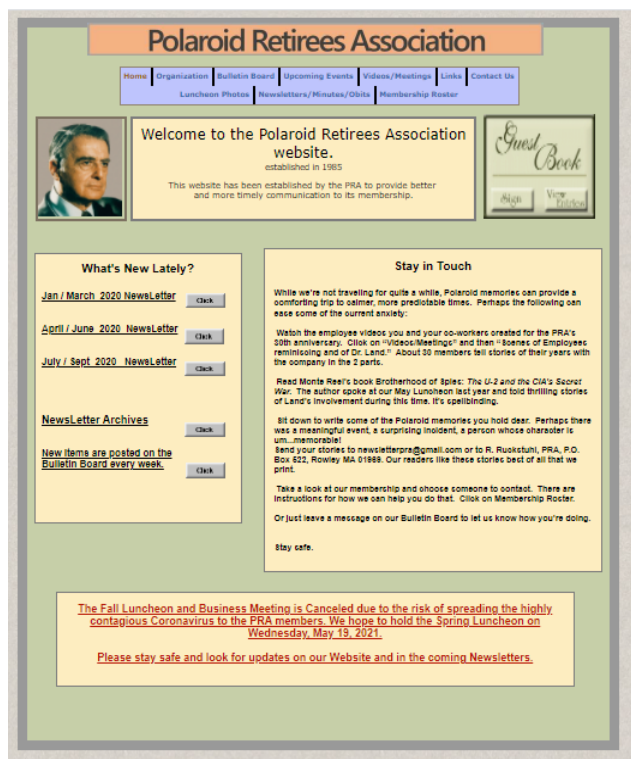 Polaroid Retirees Association
Home Organization Bulletin Board Upcoming Events Videos/Meetings Links Contact Us
Luncheon Photos Newsletters/Minutes/Obits Membership Roster
Welcome to the Polaroid Retirees Association
website.
established in 1985
This website has been established by the PRA to provide better
and more timely communication to its membership.
Guest
Book
Sign
View
Entries
What's New Lately?
Jan / March 2020 NewsLetter Click
April / June 2020 NewsLetter Click
July / Sept 2020 NewsLetter Click
NewsLetter Archives Click
New items are posted on the
Bulletin Board every week. Click
Stay in Touch
While we're not traveling for quite a while, Polaroid memories can provide a
comforting trip to calmer, more predictable times. Perhaps the following can
ease some of the current anxiety:
Watch the employee videos you and your co-workers created for the PRA's
30th anniversary. Click on “Videos/Meetings” and then “Scenes of Employees
reminiscing and of Dr. Land.” About 30 members tell stories of their years with
the company in the 2 parts.
Read Monte Reel's book Brotherhood of Spies: The U-2 and the CIA's Secret
War. The author spoke at our May Luncheon last year and told thrilling stories
of Land's involvement during this time. It's spellbinding.
Sit down to write some of the Polaroid memories you hold dear. Perhaps there
was a meaningful event, a surprising incident, a person whose character is
um...memorable!
Send your stories to newsletterpra@gmail.com or to R. Ruckstuhl, PRA, P.O.
Box 522, Rowley MA 01969. Our readers like these stories best of all that we
print.
Take a look at our membership and choose someone to contact. There are
instructions for how we can help you do that. Click on Membership Roster.
Or just leave a message on our Bulletin Board to let us know how you're doing.
Stay safe.
The Fall Luncheon and Business Meeting is Canceled due to the risk of spreading the highly
contagious Coronavirus to the PRA members. We hope to hold the Spring Luncheon on
Wednesday, May 19, 2021.
Please stay safe and look for updates on our Website and in the coming Newsletters.